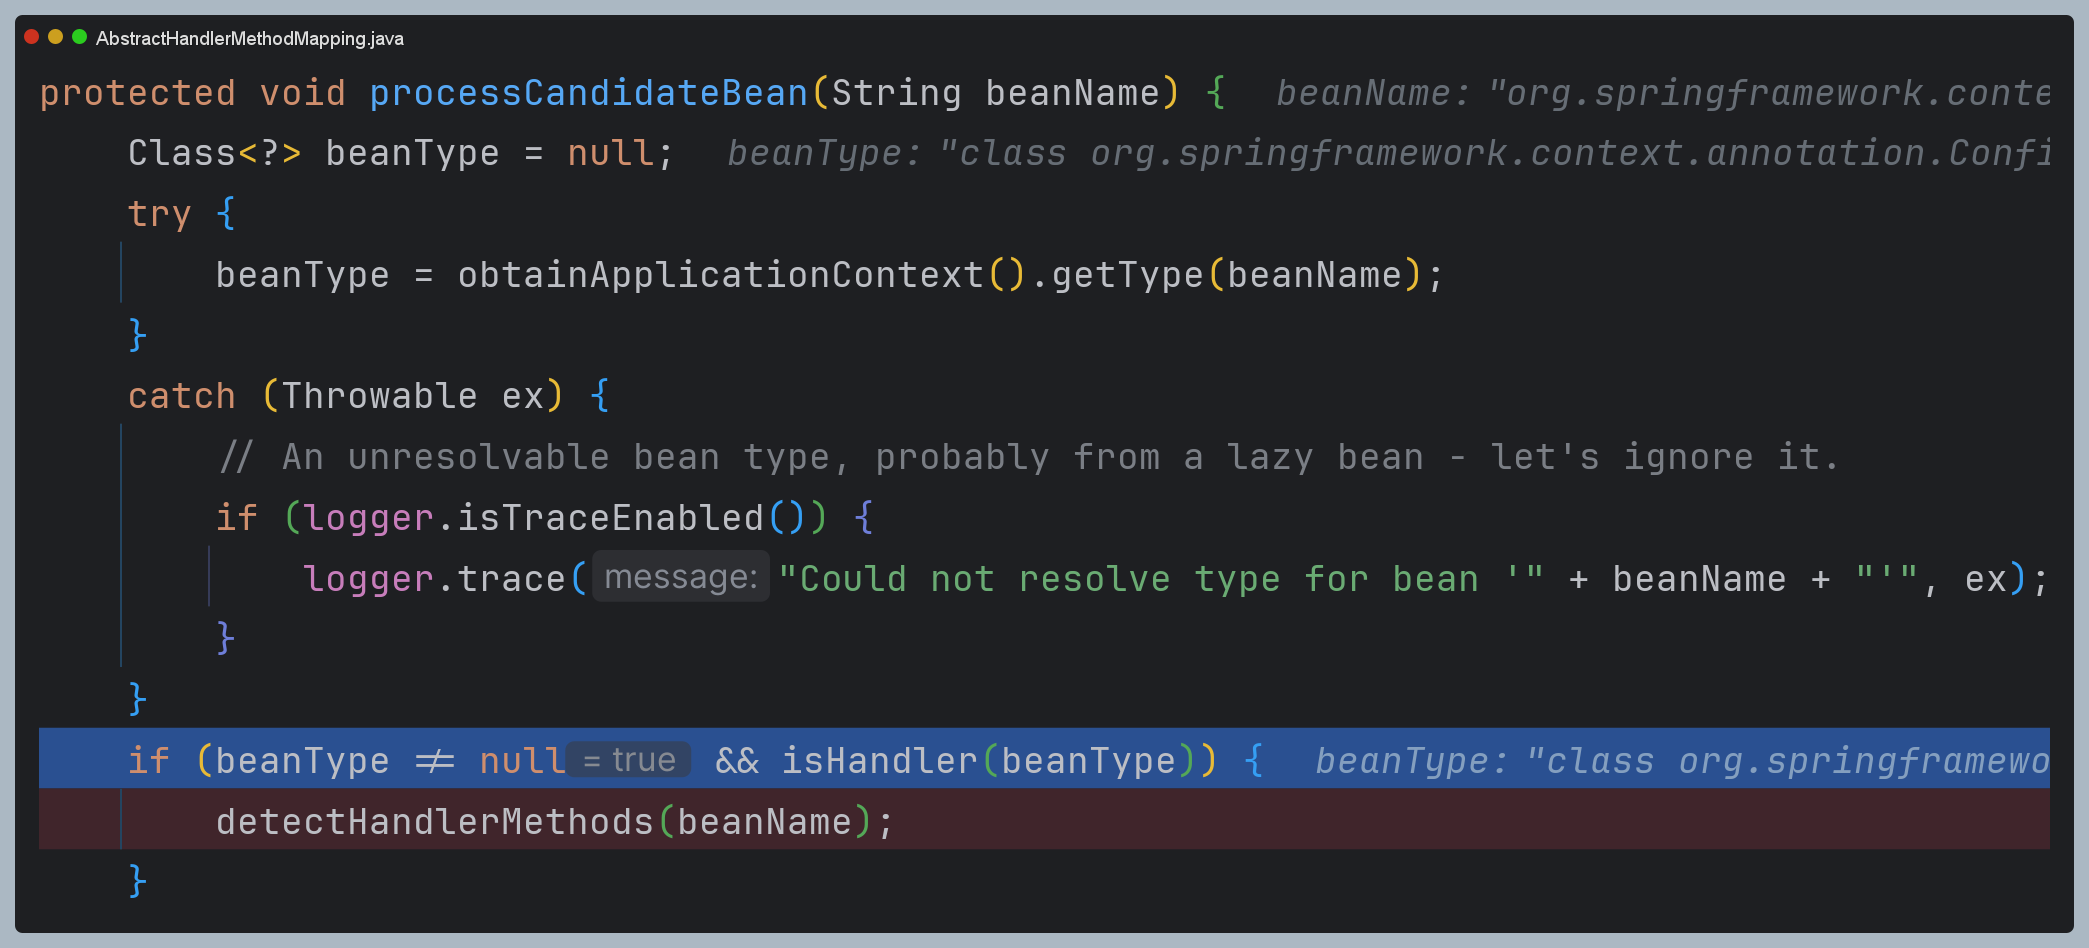 AbstractHandlerMethodMapping.java
protected void processCandidateBean(String beanName) { beanName: "org.springframework.conte
Class<?> beanType = null; beanType: "class org.springframework.context.annotation.Confi
try {
beanType = obtainApplicationContext().getType(beanName);
}
catch (Throwable ex) {
// An unresolvable bean type, probably from a lazy bean - let's ignore it.
if (logger.isTraceEnabled()) {
logger.trace( message: "Could not resolve type for bean '" + beanName + "'", ex);
}
}
if (beanType ≠ null = true && isHandler(beanType)) { beanType: "class org.springframewo
detectHandlerMethods(beanName);
}